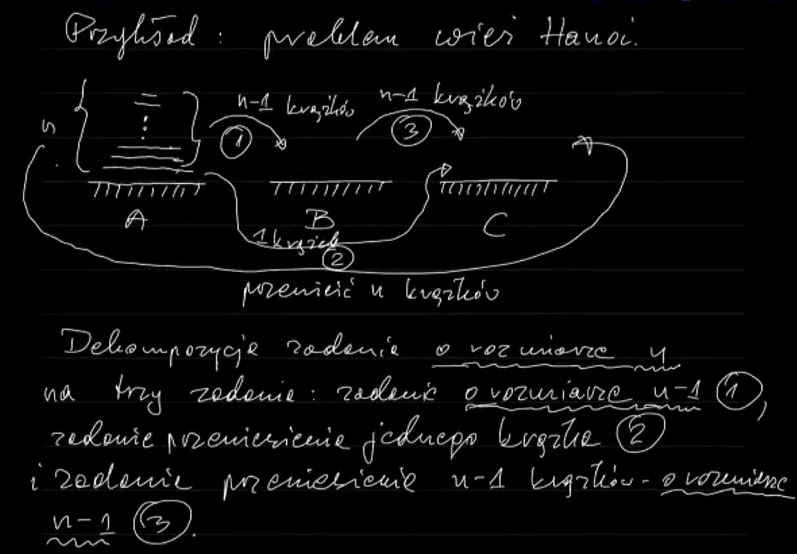 Przykład: problem wież Hanoi.
n-1 krążków n-1 krążków
n 1 3
A B C
1 krążek
2
przenieść n krążków
Dekompozycja zadania o rozmiarze n
na trzy zadania: zadanie o rozmiarze n-1 1,
zadanie przeniesienia jednego krążka 2
i zadanie przeniesienia n-1 krążków - o rozmiarze
n-1 3.